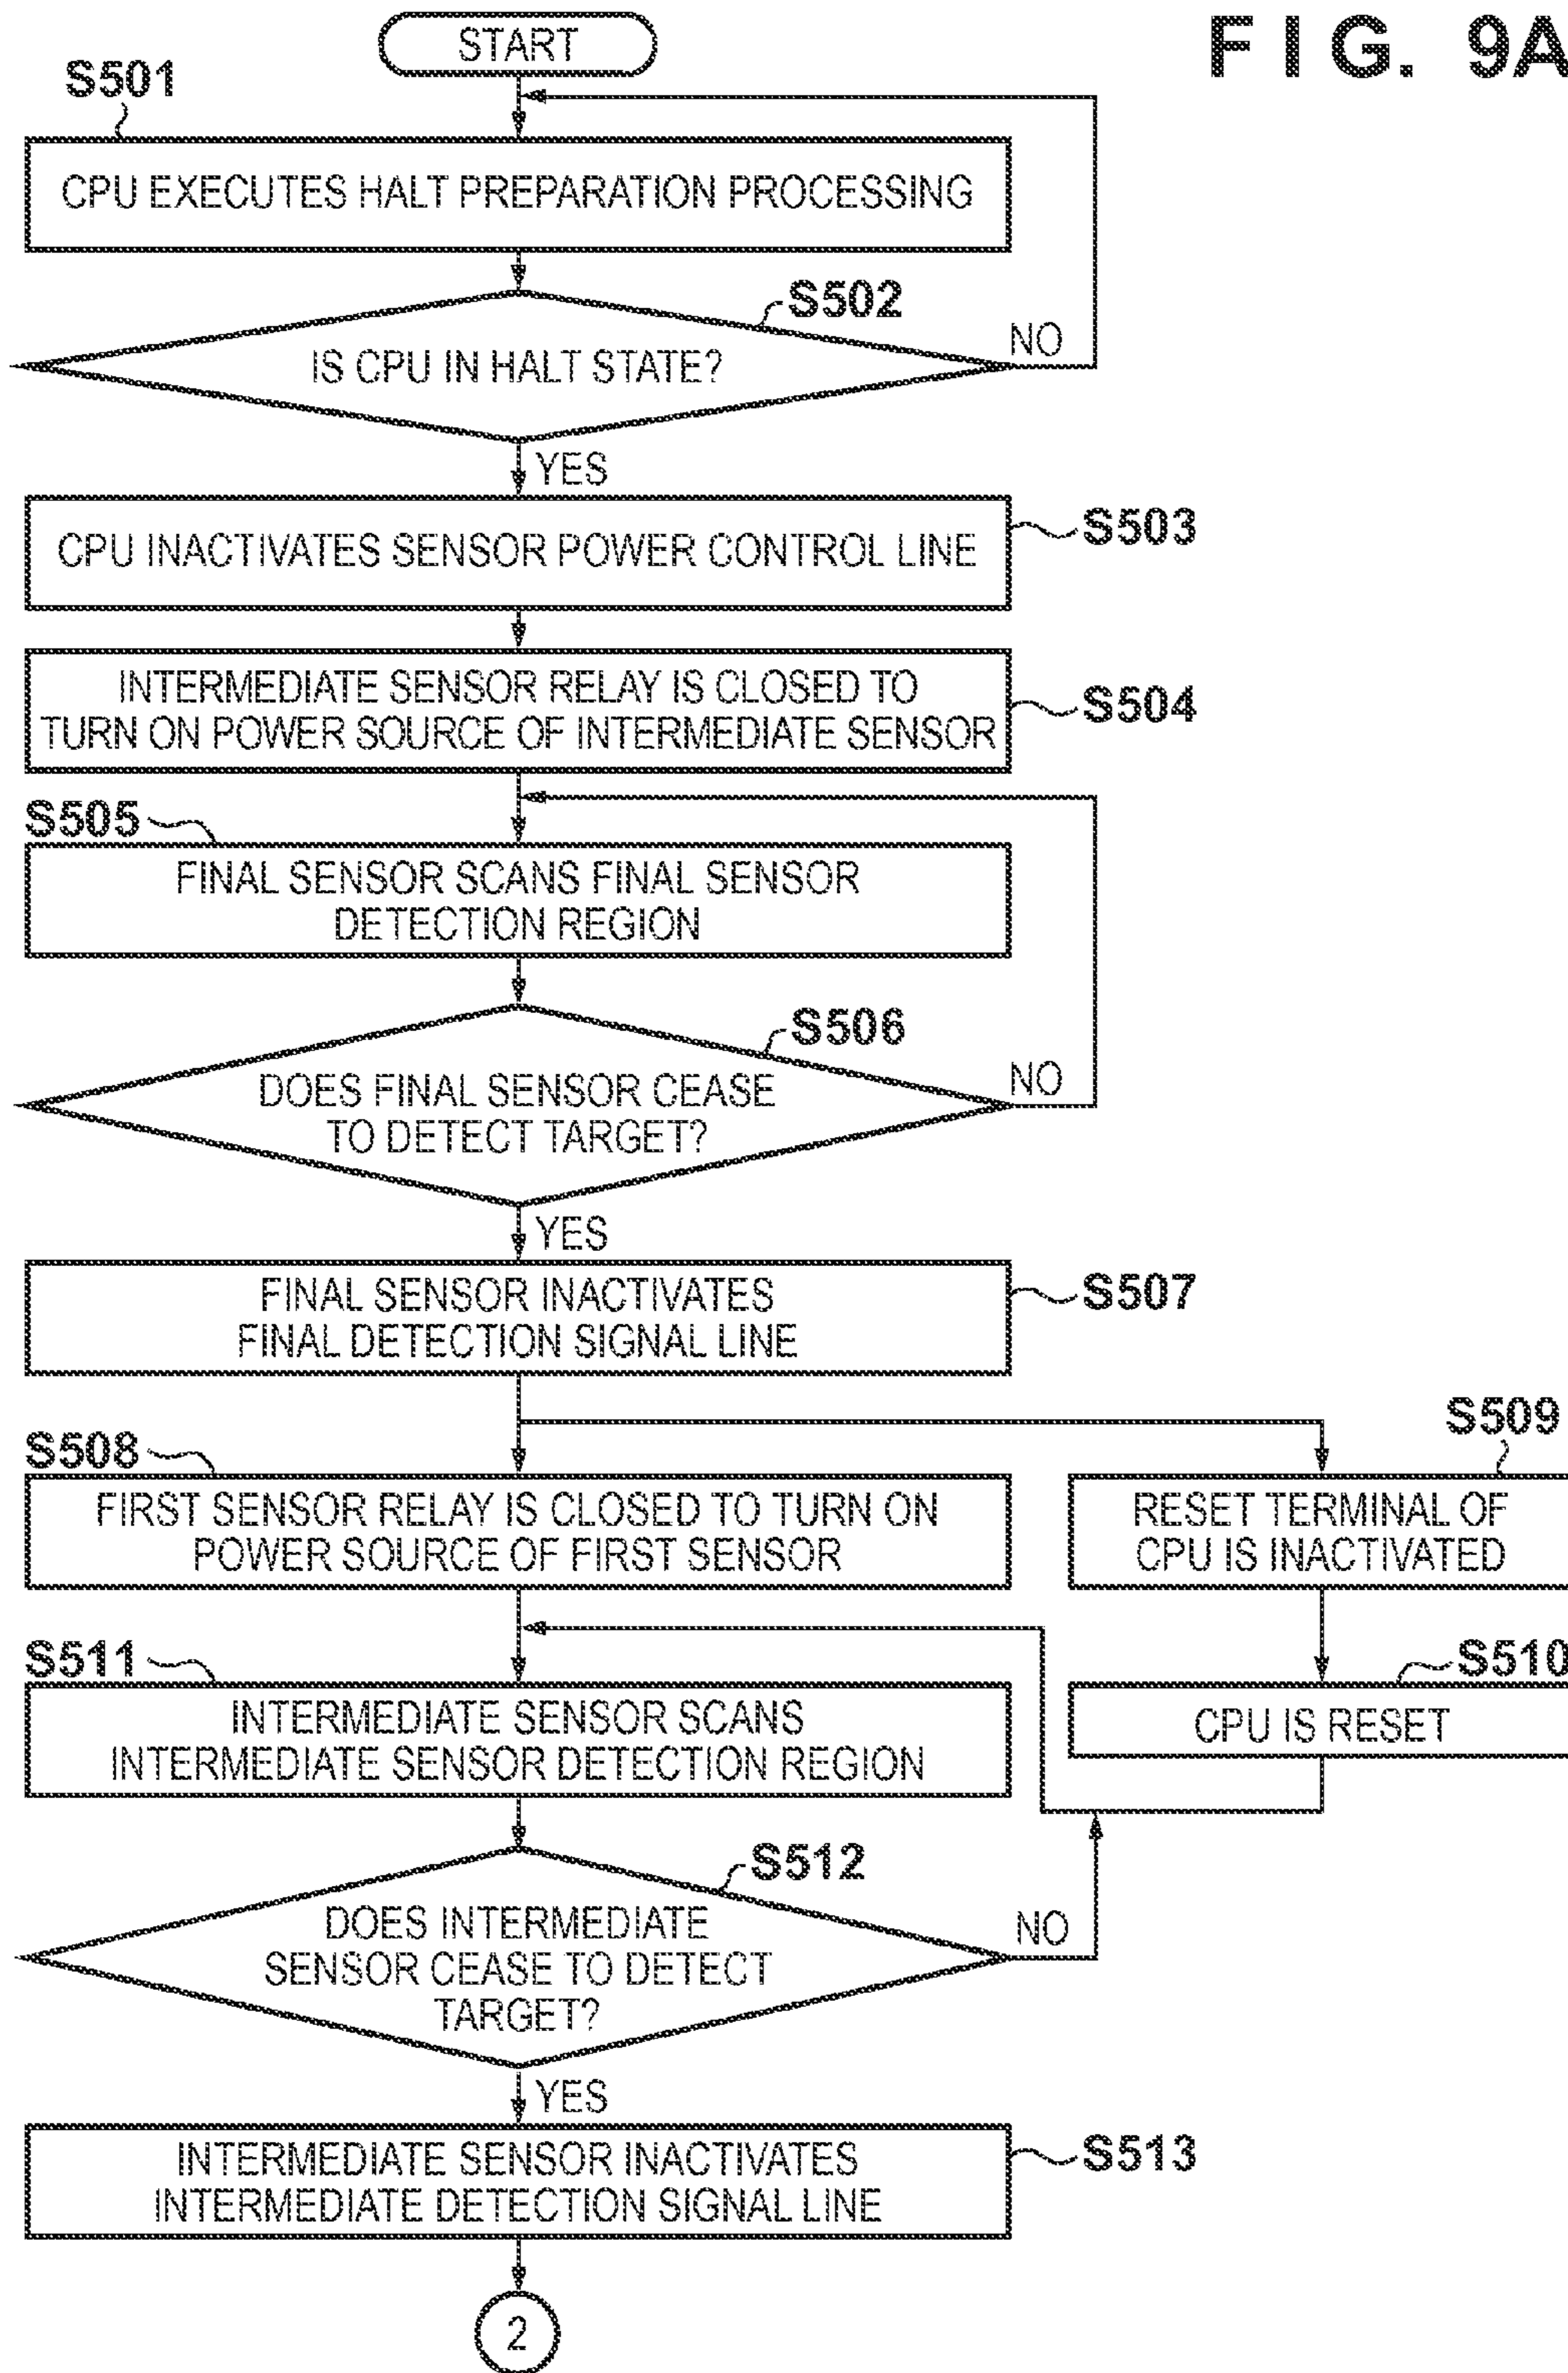 FIG. 9A
START
S501
CPU EXECUTES HALT PREPARATION PROCESSING
S502
IS CPU IN HALT STATE?
NO
YES
CPU INACTIVATES SENSOR POWER CONTROL LINE
S503
INTERMEDIATE SENSOR RELAY IS CLOSED TO
TURN ON POWER SOURCE OF INTERMEDIATE SENSOR
S504
S505
FINAL SENSOR SCANS FINAL SENSOR
DETECTION REGION
S506
DOES FINAL SENSOR CEASE
TO DETECT TARGET?
NO
YES
FINAL SENSOR INACTIVATES
FINAL DETECTION SIGNAL LINE
S507
S508
FIRST SENSOR RELAY IS CLOSED TO TURN ON
POWER SOURCE OF FIRST SENSOR
S509
RESET TERMINAL OF
CPU IS INACTIVATED
S510
CPU IS RESET
S511
INTERMEDIATE SENSOR SCANS
INTERMEDIATE SENSOR DETECTION REGION
S512
DOES INTERMEDIATE
SENSOR CEASE TO DETECT
TARGET?
NO
YES
INTERMEDIATE SENSOR INACTIVATES
INTERMEDIATE DETECTION SIGNAL LINE
S513
2